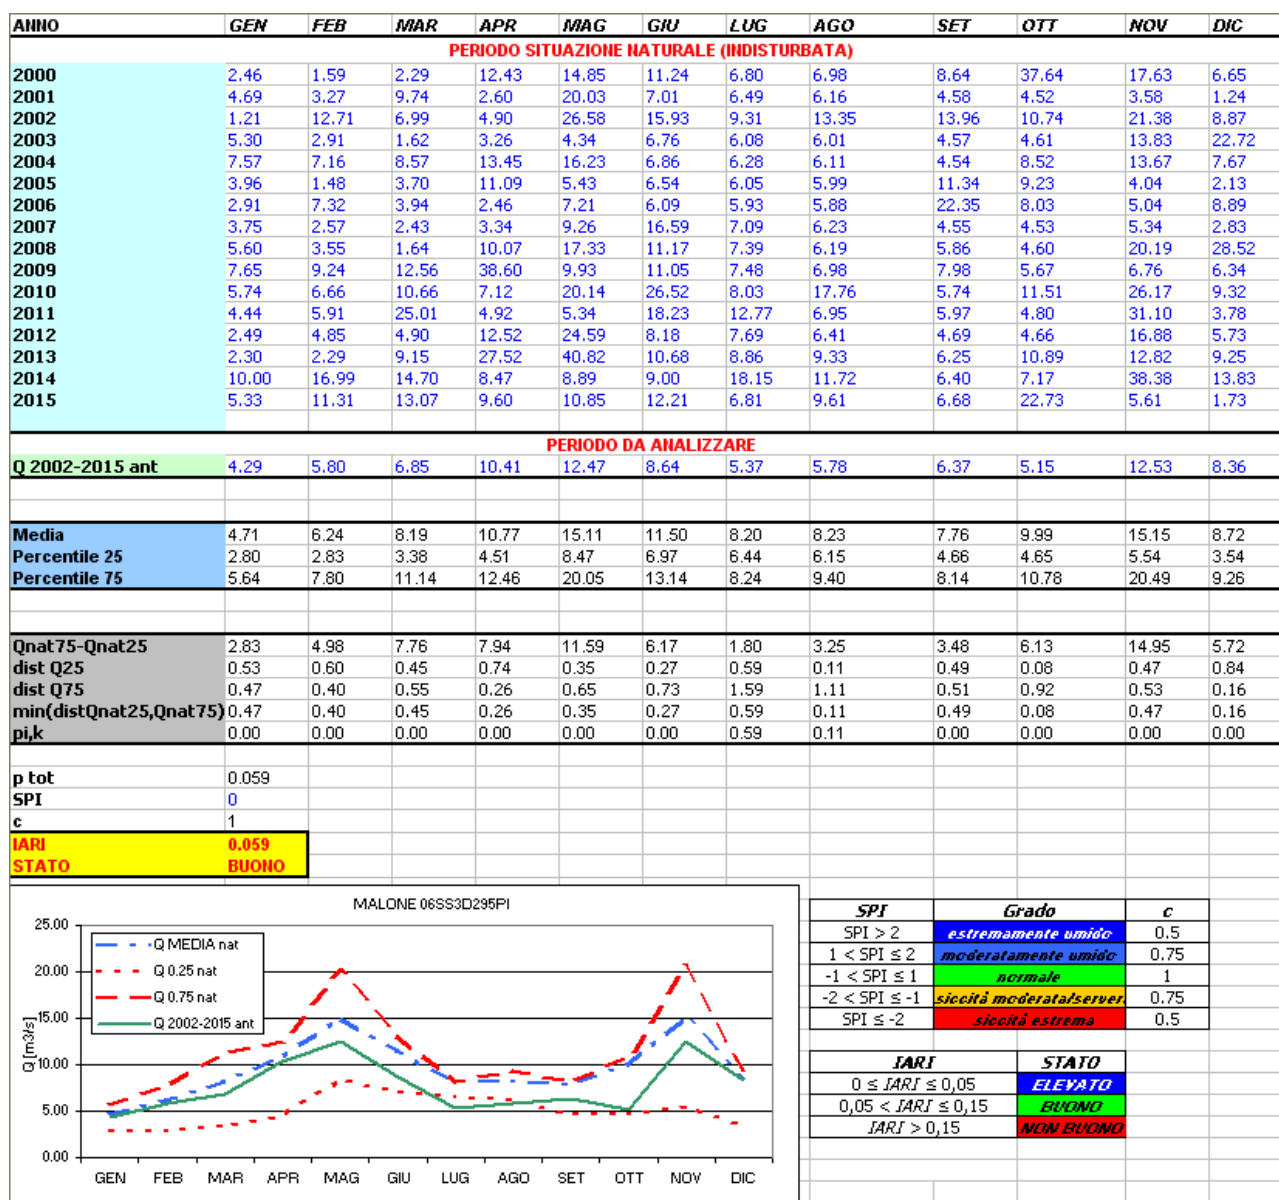 ANNO GEN FEB MAR APR MAG GIU LUG AGO SET OTT NOV DIC
PERIODO SITUAZIONE NATURALE (INDISTURBATA)
2000 2.46 1.59 2.29 12.43 14.85 11.24 6.80 6.98 8.64 37.64 17.63 6.65
2001 4.69 3.27 9.74 2.60 20.03 7.01 6.49 6.16 4.58 4.52 3.58 1.24
2002 1.21 12.71 6.99 4.90 26.58 15.93 9.31 13.35 13.96 10.74 21.38 8.87
2003 5.30 2.91 1.62 3.26 4.34 6.76 6.08 6.01 4.57 4.61 13.83 22.72
2004 7.57 7.16 8.57 13.45 16.23 6.86 6.28 6.11 4.54 8.52 13.67 7.67
2005 3.96 1.48 3.70 11.09 5.43 6.54 6.05 5.99 11.34 9.23 4.04 2.13
2006 2.91 7.32 3.94 2.46 7.21 6.09 5.93 5.88 22.35 8.03 5.04 8.89
2007 3.75 2.57 2.43 3.34 9.26 16.59 7.09 6.23 4.55 4.53 5.34 2.83
2008 5.60 3.55 1.64 10.07 17.33 11.17 7.39 6.19 5.86 4.60 20.19 28.52
2009 7.65 9.24 12.56 38.60 9.93 11.05 7.48 6.98 7.98 5.67 6.76 6.34
2010 5.74 6.66 10.66 7.12 20.14 26.52 8.03 17.76 5.74 11.51 26.17 9.32
2011 4.44 5.91 25.01 4.92 5.34 18.23 12.77 6.95 5.97 4.80 31.10 3.78
2012 2.49 4.85 4.90 12.52 24.59 8.18 7.69 6.41 4.69 4.66 16.88 5.73
2013 2.30 2.29 9.15 27.52 40.82 10.68 8.86 9.33 6.25 10.89 12.82 9.25
2014 10.00 16.99 14.70 8.47 8.89 9.00 18.15 11.72 6.40 7.17 38.38 13.83
2015 5.33 11.31 13.07 9.60 10.85 12.21 6.81 9.61 6.68 22.73 5.61 1.73
PERIODO DA ANALIZZARE
Q 2002-2015 ant 4.29 5.80 6.85 10.41 12.47 8.64 5.37 5.78 6.37 5.15 12.53 8.36
Media 4.71 6.24 8.19 10.77 15.11 11.50 8.20 8.23 7.76 9.99 15.15 8.72
Percentile 25 2.80 2.83 3.38 4.51 8.47 6.97 6.44 6.15 4.66 4.65 5.54 3.54
Percentile 75 5.64 7.80 11.14 12.46 20.05 13.14 8.24 9.40 8.14 10.78 20.49 9.26
Qnat75-Qnat25 2.83 4.98 7.76 7.94 11.59 6.17 1.80 3.25 3.48 6.13 14.95 5.72
dist Q25 0.53 0.60 0.45 0.74 0.35 0.27 0.59 0.11 0.49 0.08 0.47 0.84
dist Q75 0.47 0.40 0.55 0.26 0.65 0.73 1.59 1.11 0.51 0.92 0.53 0.16
min(distQnat25,Qnat75) 0.47 0.40 0.45 0.26 0.35 0.27 0.59 0.11 0.49 0.08 0.47 0.16
pi,k 0.00 0.00 0.00 0.00 0.00 0.00 0.59 0.11 0.00 0.00 0.00 0.00
p tot 0.059
SPI 0
c 1
IARI 0.059
STATO BUONO
MALONE 06SS3D295PI
Q [m3/s]
25.00
20.00
15.00
10.00
5.00
0.00
Q MEDIA nat
Q 0.25 nat
Q 0.75 nat
Q 2002-2015 ant
GEN FEB MAR APR MAG GIU LUG AGO SET OTT NOV DIC
SPI Grado c
SPI > 2 estremamente umido 0.5
1 < SPI ≤ 2 moderatamente umido 0.75
-1 < SPI ≤ 1 normale 1
-2 < SPI ≤ -1 siccità moderata/server. 0.75
SPI ≤ -2 siccità estrema 0.5
IARI STATO
0 ≤ IARI ≤ 0,05 ELEVATO
0,05 < IARI ≤ 0,15 BUONO
IARI > 0,15 NON BUONO